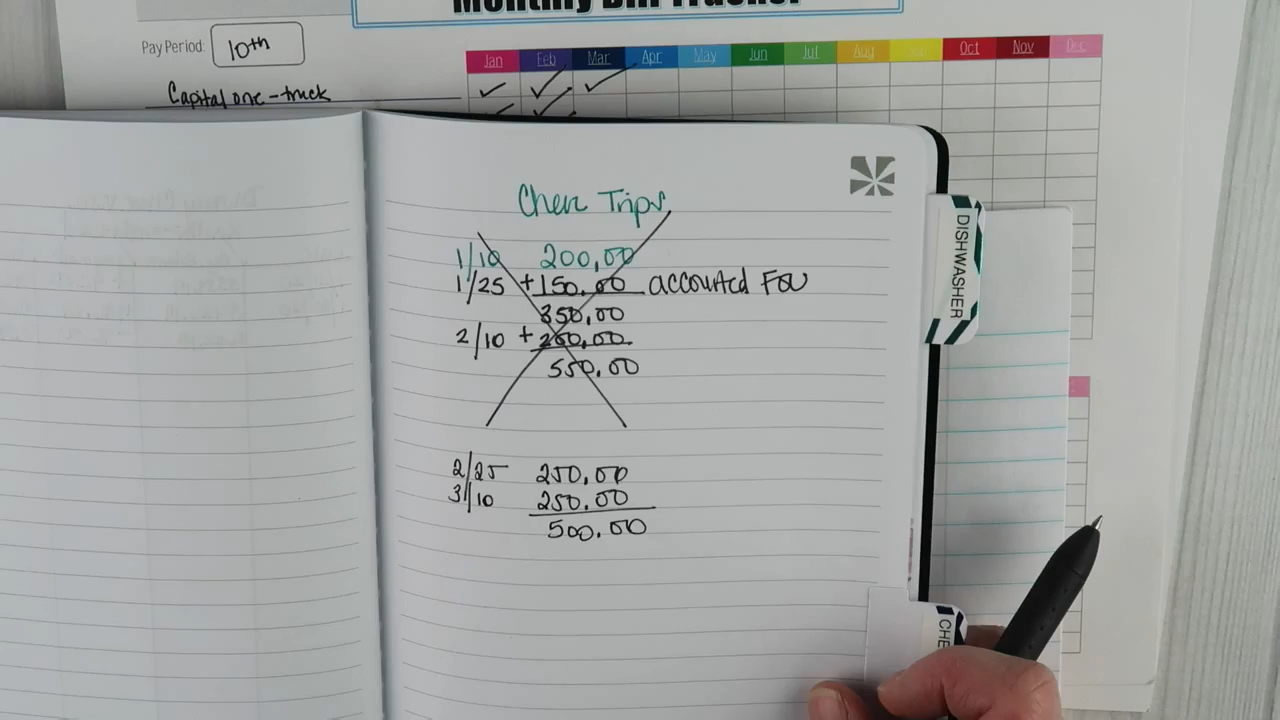 Monthly Bill Tracker
Pay Period: 10th
Jan Feb Mar Apr May Jun Jul Aug Sep Oct Nov Dec
Capital one-truck
Cheer Trips
1/10 200.00
1/25 +150.00 accounted For
350.00
2/10 +200.00
550.00
2/25 250.00
3/10 250.00
500.00
DISHWASHER
CHE